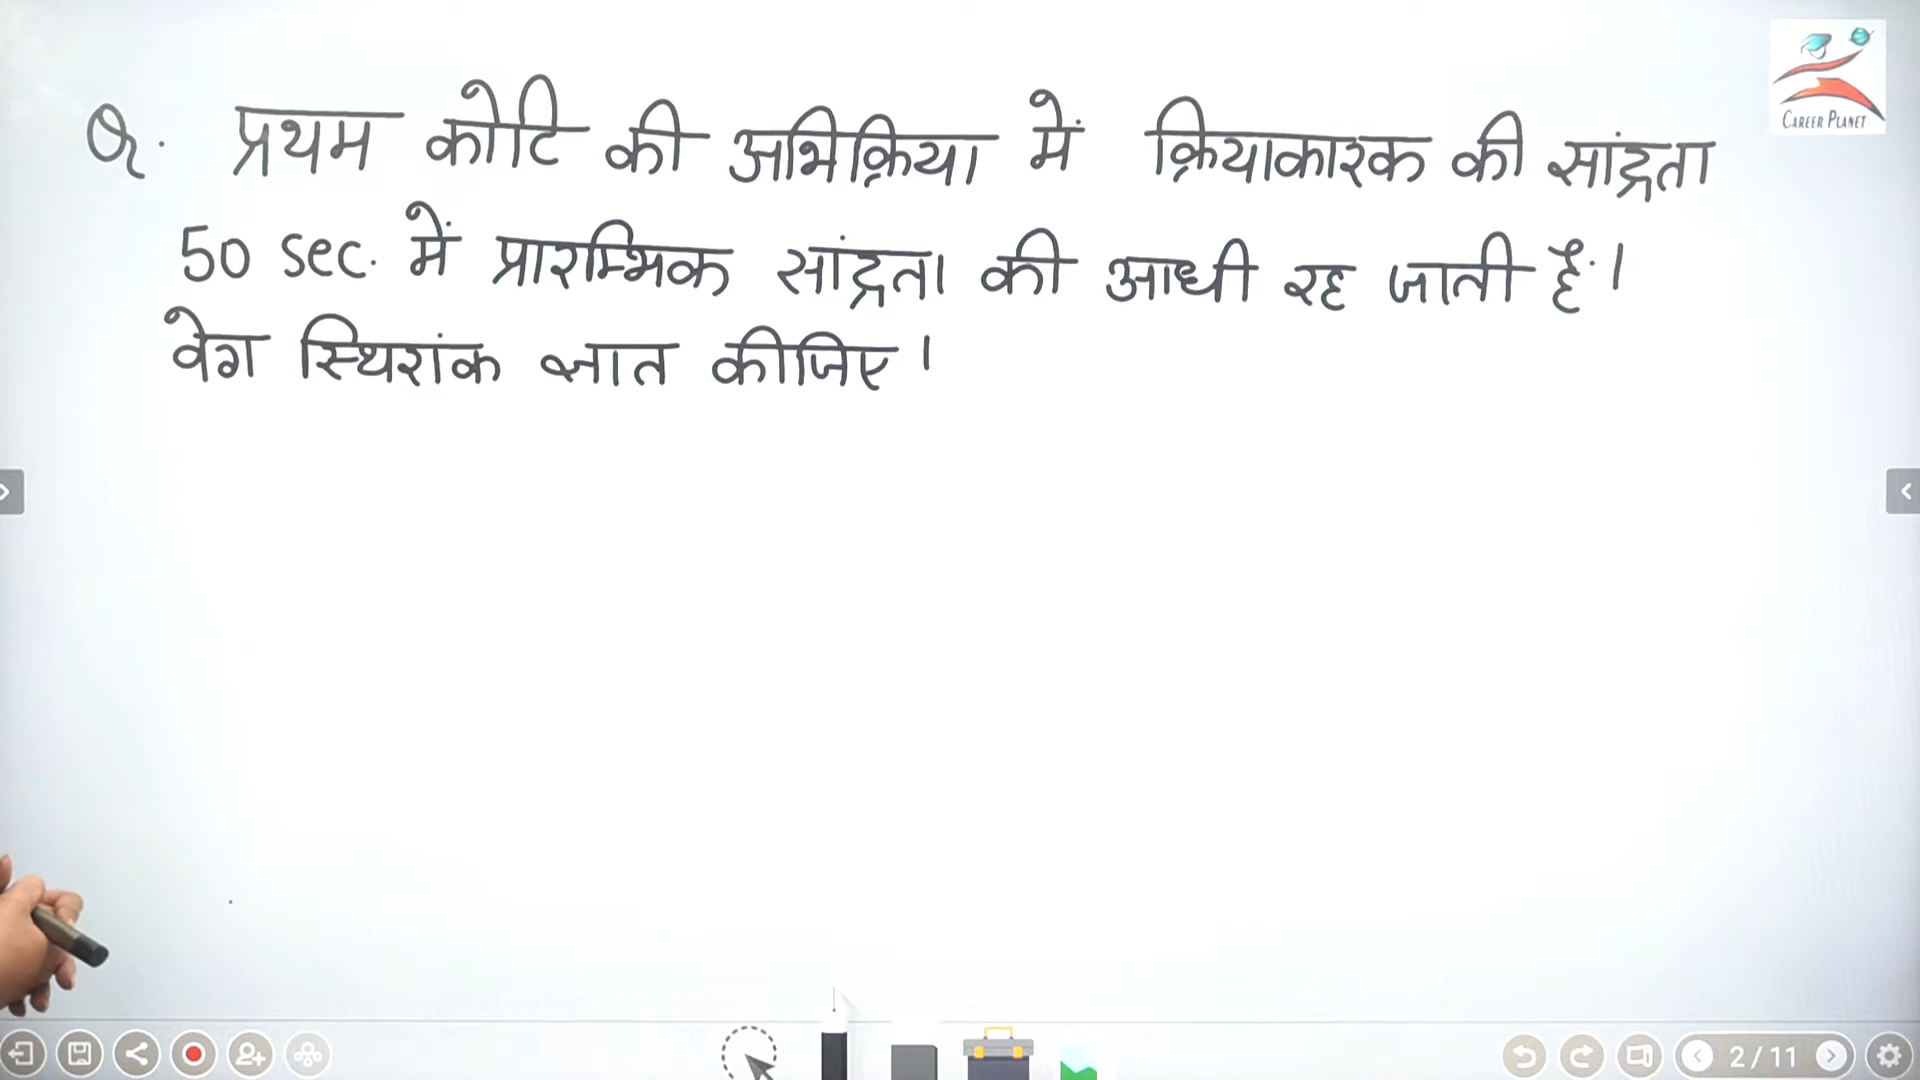 CAREER PLANET
Q. प्रथम कोटि की अभिक्रिया में क्रियाकारक की सांद्रता
50 sec. में प्रारम्भिक सांद्रता की आधी रह जाती है।
वेग स्थिरांक ज्ञात कीजिए।
2 / 11